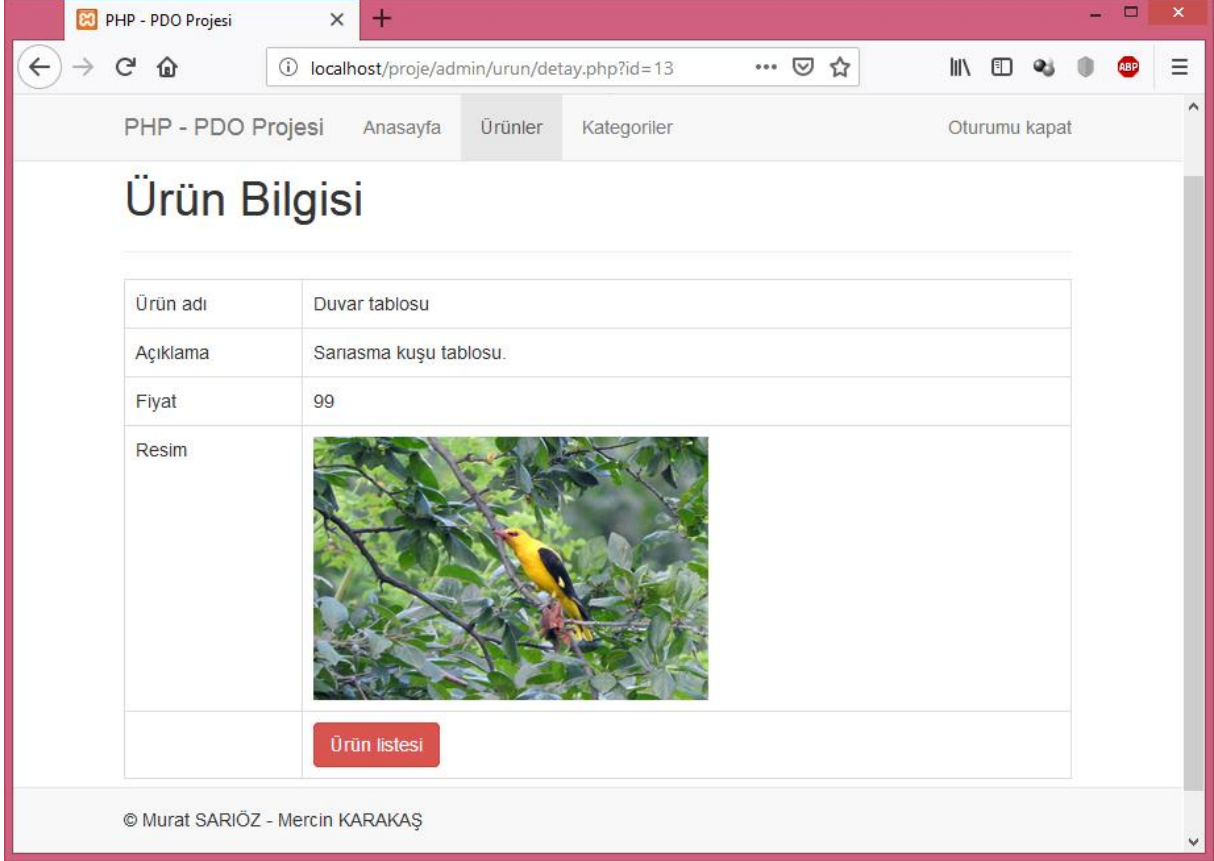 PHP - PDO Projesi
localhost/proje/admin/urun/detay.php?id=13
ABP
PHP - PDO Projesi Anasayfa Ürünler Kategoriler Oturumu kapat
Ürün Bilgisi
Ürün adı Duvar tablosu
Açıklama Sarıasma kuşu tablosu.
Fiyat 99
Resim
Ürün listesi
© Murat SARIÖZ - Mercin KARAKAŞ